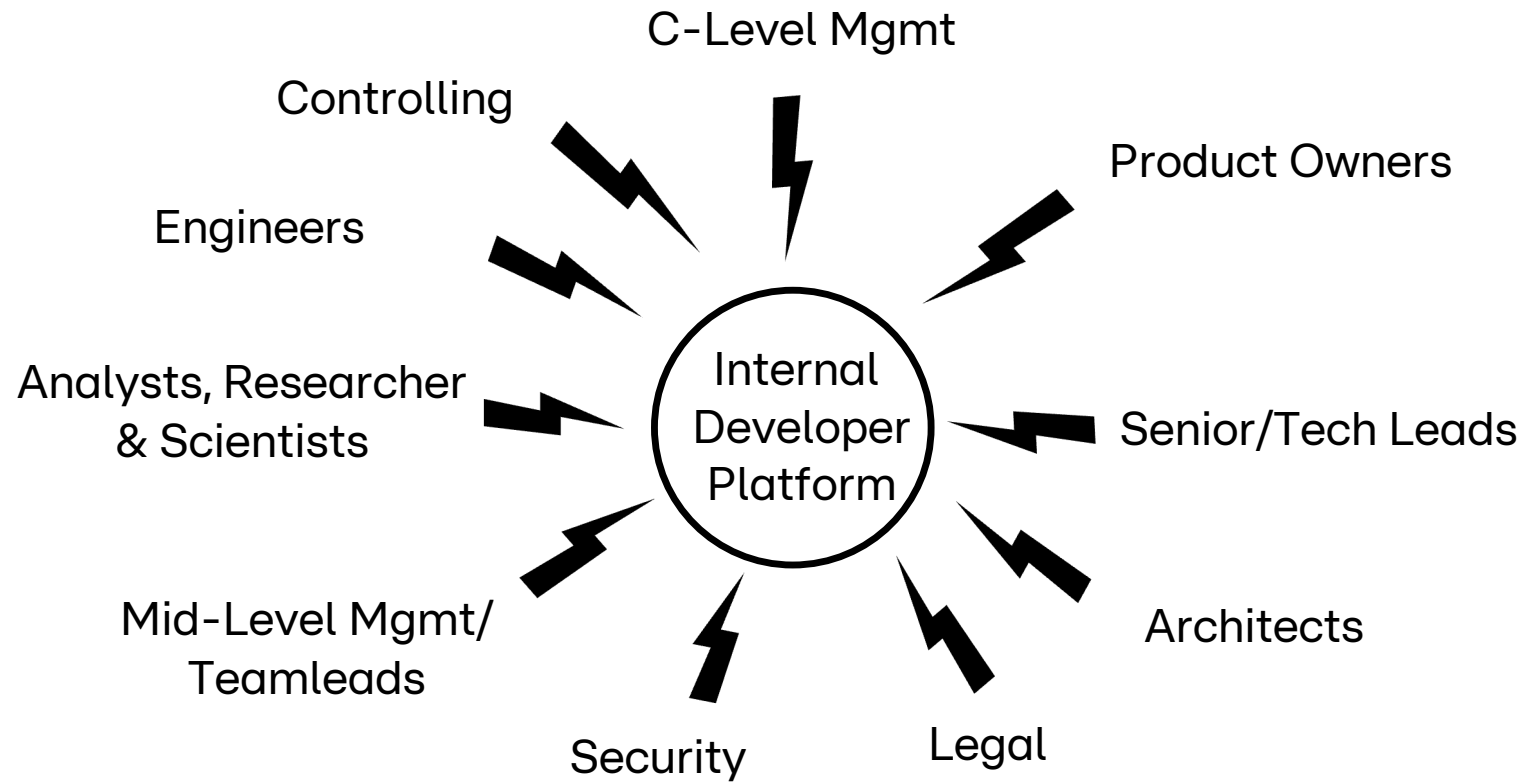 C-Level Mgmt
Controlling
Product Owners
Engineers
Internal
Developer
Platform
Analysts, Researcher
& Scientists
Senior/Tech Leads
Mid-Level Mgmt/
Teamleads
Architects
Security
Legal